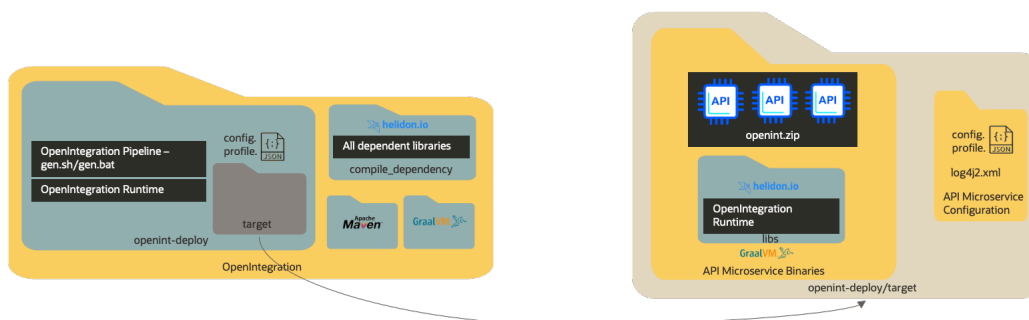 config.
profile.
{:}
JSON
OpenIntegration Pipeline –
gen.sh/gen.bat
OpenIntegration Runtime
target
openint-deploy
helidon.io
All dependent libraries
compile_dependency
Apache
Maven
GraalVM
OpenIntegration
API
API
API
openint.zip
helidon.io
OpenIntegration
Runtime
libs
GraalVM
API Microservice Binaries
config.
profile.
{:}
JSON
log4j2.xml
API Microservice
Configuration
openint-deploy/target